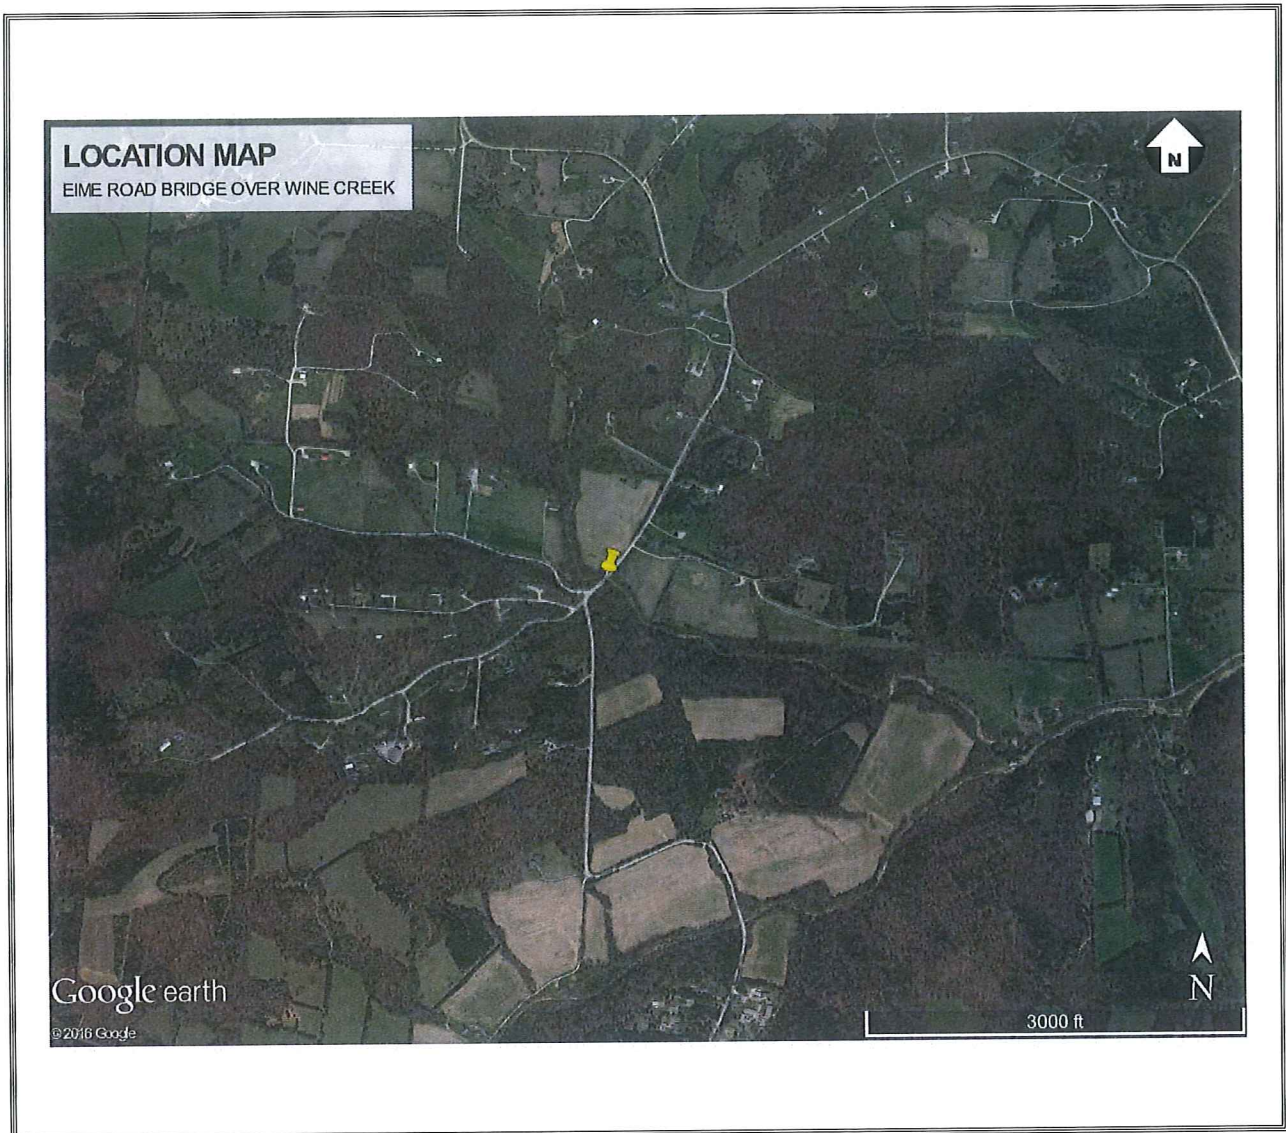 LOCATION MAP
EIME ROAD BRIDGE OVER WINE CREEK
N
N
Google earth
© 2016 Google
3000 ft